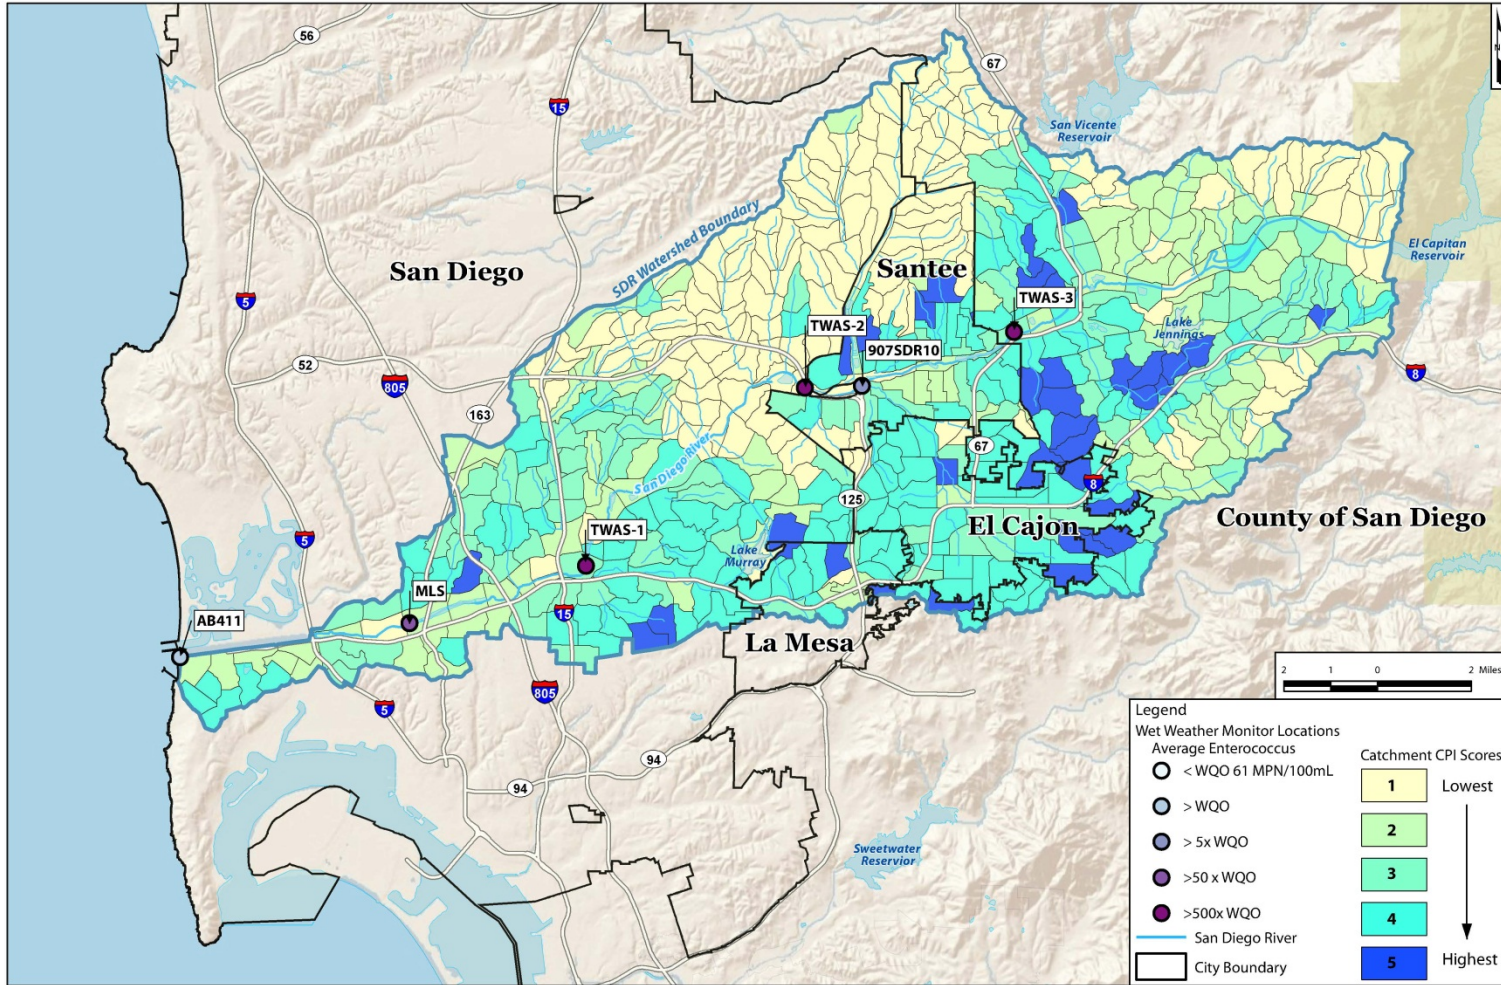 56
67
15
N
San Vicente
Reservoir
SDR Watershed Boundary
San Diego
Santee
El Capitan
Reservoir
5
TWAS-3
TWAS-2
Lake
Jennings
907SDR10
52
805
8
163
67
San Diego River
125
8
El Cajon
County of San Diego
TWAS-1
5
Lake
Murray
MLS
15
AB411
La Mesa
805
5
2 1 0 2 Miles
94
94
Sweetwater
Reservior
Legend
Wet Weather Monitor Locations
Average Enterococcus
< WQO 61 MPN/100mL
> WQO
> 5x WQO
>50 x WQO
>500x WQO
San Diego River
City Boundary
Catchment CPI Scores
1 Lowest
2
3
4
5 Highest